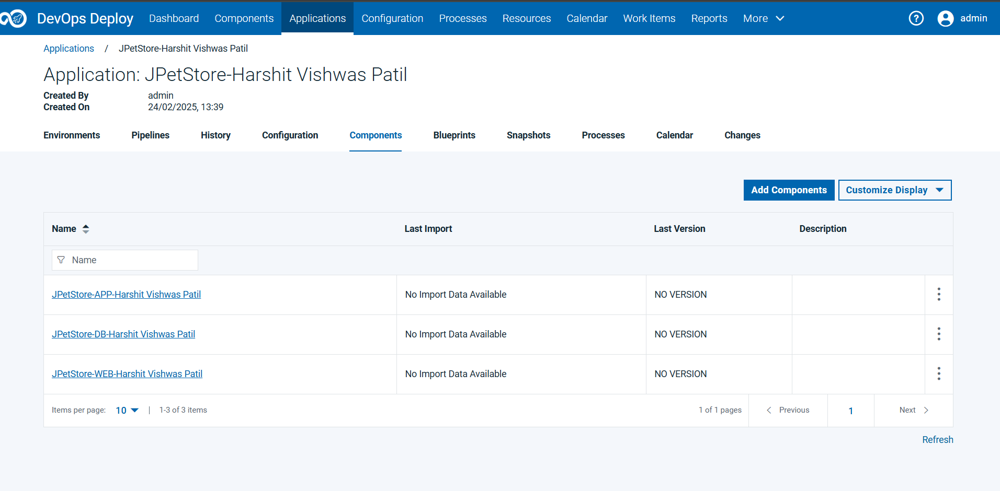 DevOps Deploy Dashboard Components Applications Configuration Processes Resources Calendar Work Items Reports More ? admin
Applications / JPetStore-Harshit Vishwas Patil
Application: JPetStore-Harshit Vishwas Patil
Created By admin
Created On 24/02/2025, 13:39
Environments Pipelines History Configuration Components Blueprints Snapshots Processes Calendar Changes
Add Components Customize Display
Name Last Import Last Version Description
Name
JPetStore-APP-Harshit Vishwas Patil No Import Data Available NO VERSION
JPetStore-DB-Harshit Vishwas Patil No Import Data Available NO VERSION
JPetStore-WEB-Harshit Vishwas Patil No Import Data Available NO VERSION
Items per page: 10 | 1-3 of 3 items 1 of 1 pages Previous 1 Next
Refresh